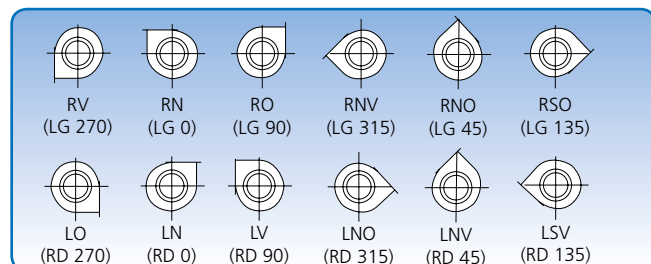 RV RN RO RNV RNO RSO
(LG 270) (LG 0) (LG 90) (LG 315) (LG 45) (LG 135)
LO LN LV LNO LNV LSV
(RD 270) (RD 0) (RD 90) (RD 315) (RD 45) (RD 135)